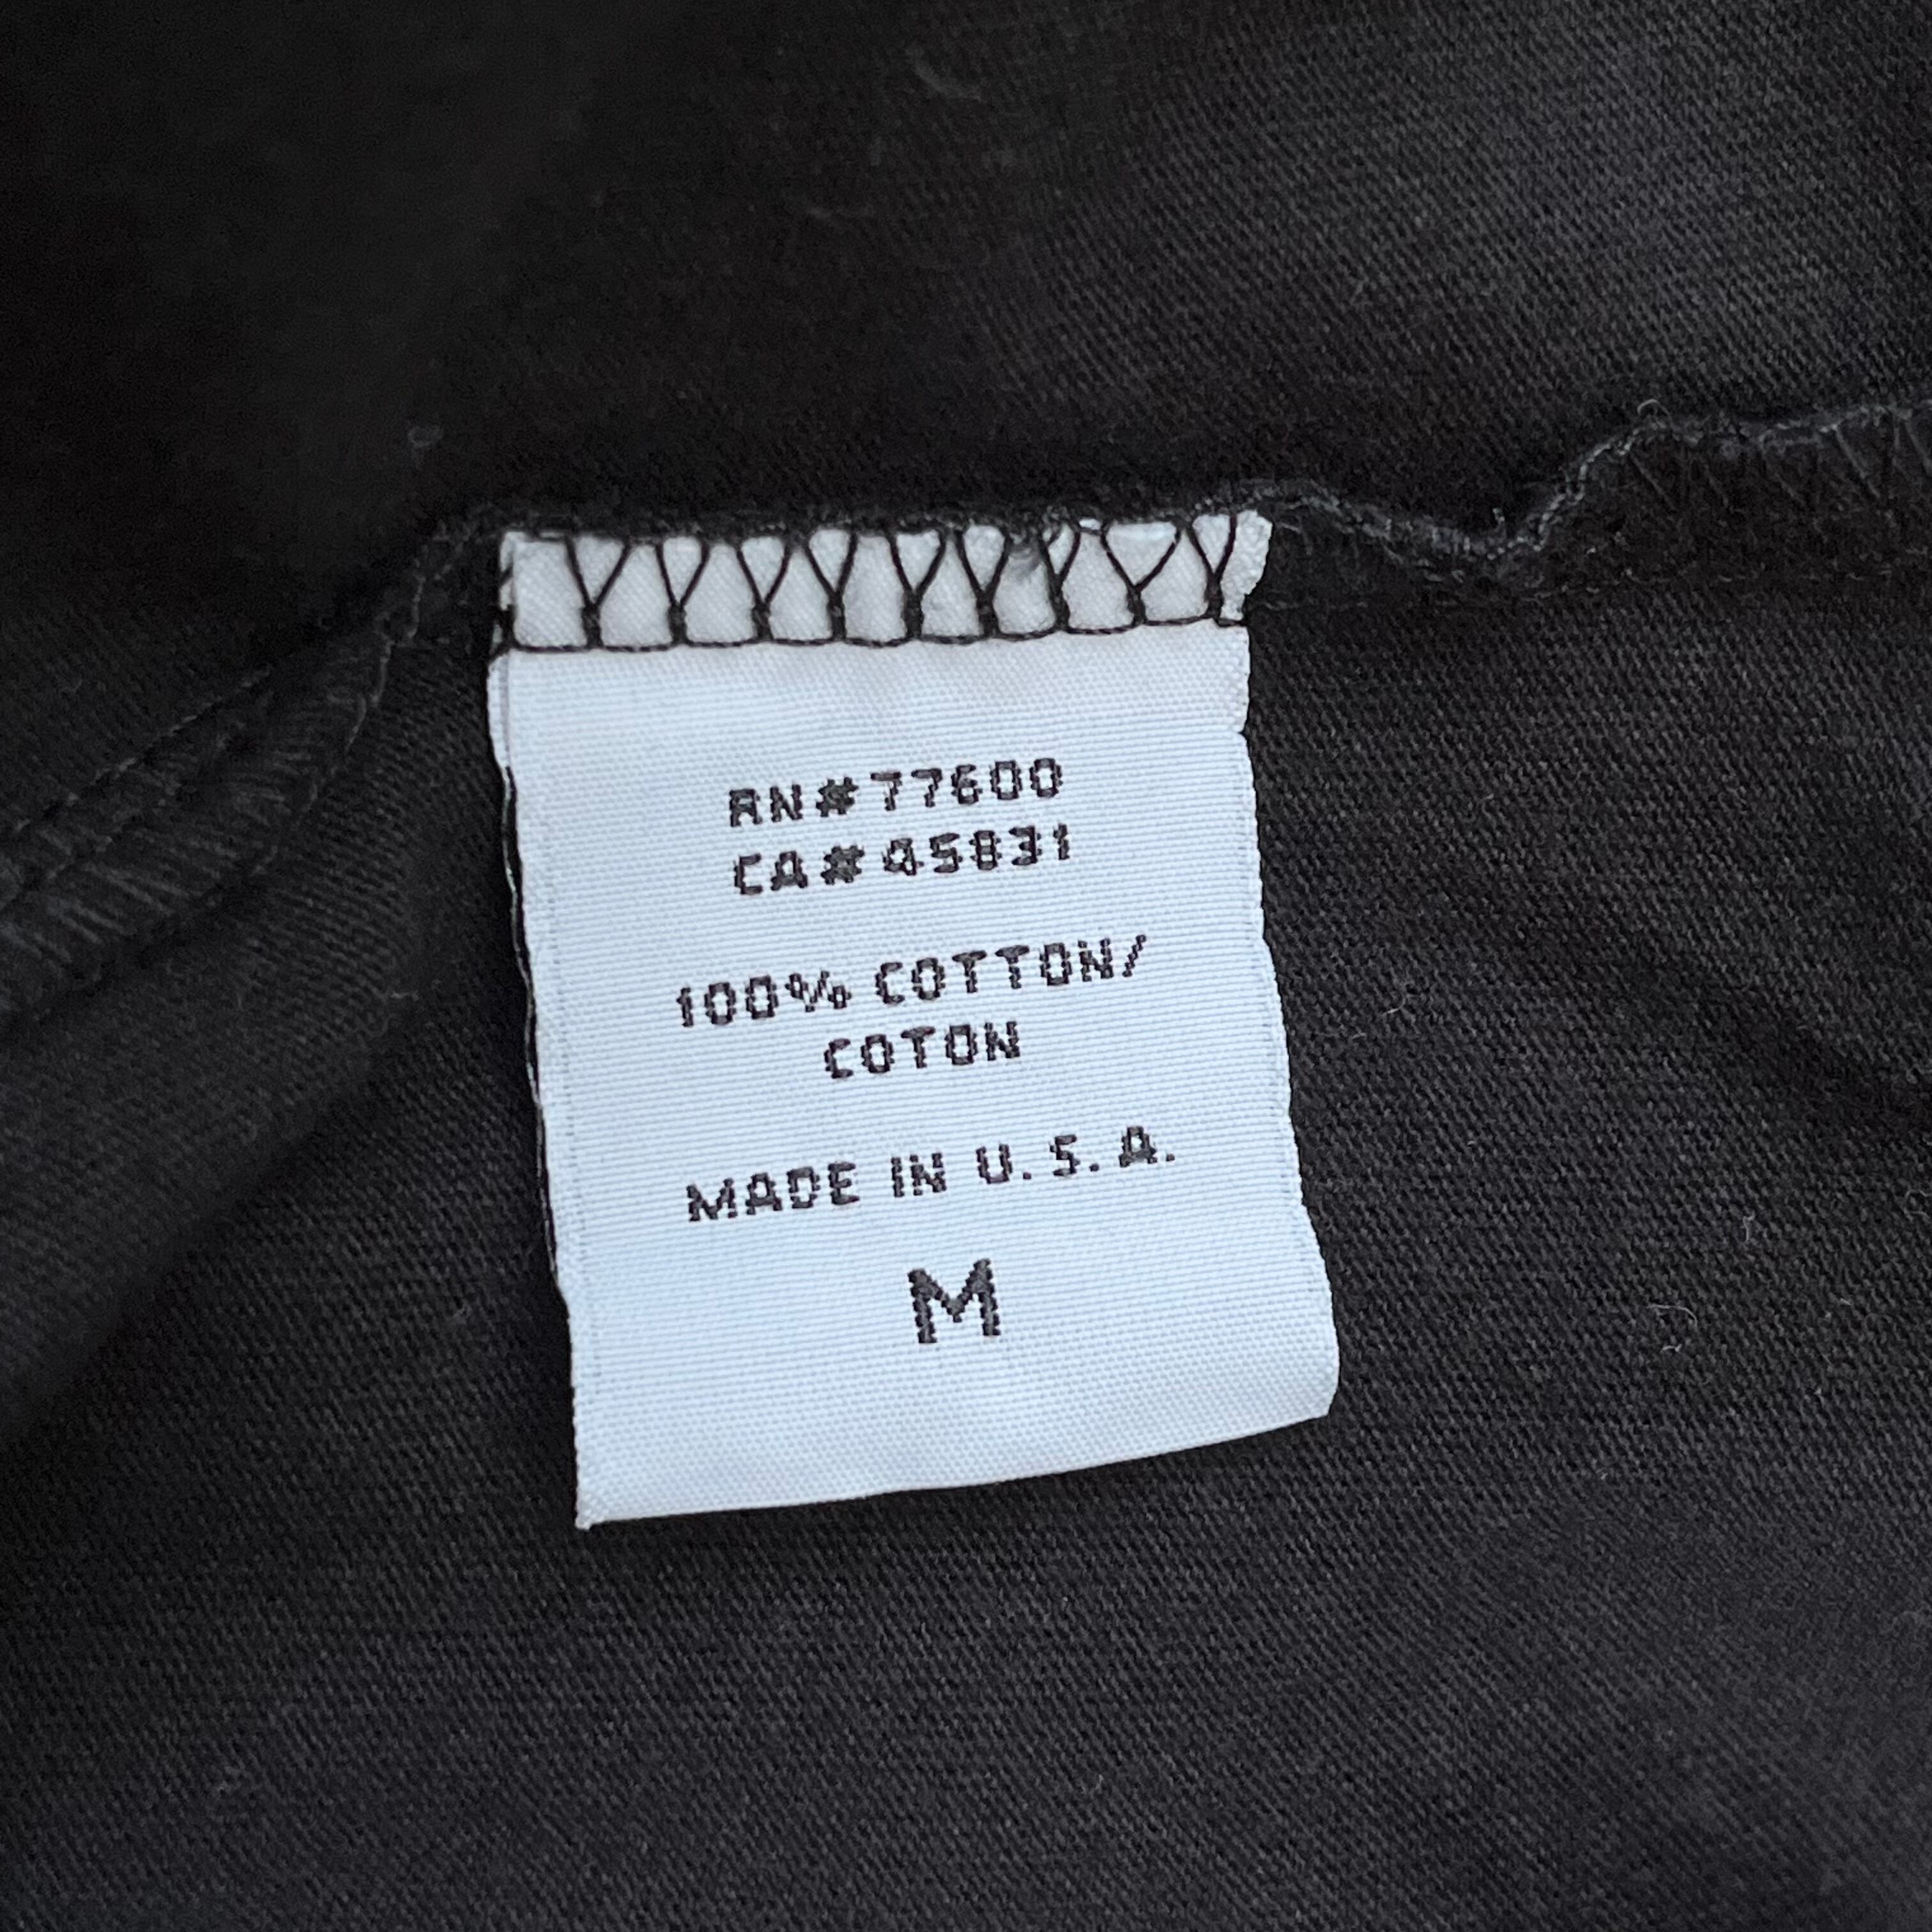 RN#77600
CA#45831
100% COTTON/
COTON
MADE IN U.S.A.
M